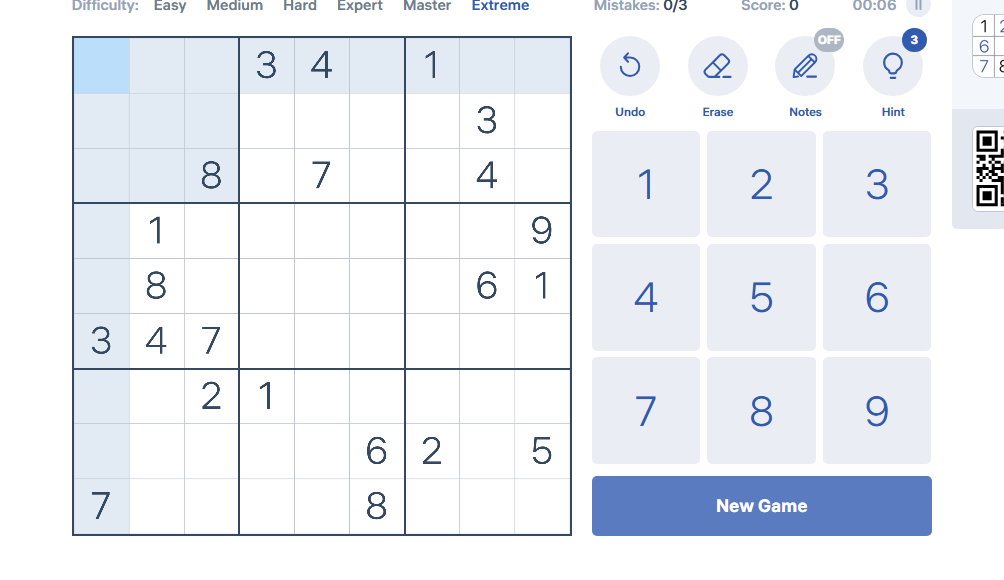 Difficulty: Easy Medium Hard Expert Master Extreme Mistakes: 0/3 Score: 0 00:06
3 4 1
3
8 7 4
1 9
8 6 1
3 4 7
2 1
6 2 5
7 8
OFF 3
Undo Erase Notes Hint
1 2 3
4 5 6
7 8 9
New Game
1 2
6
7 8